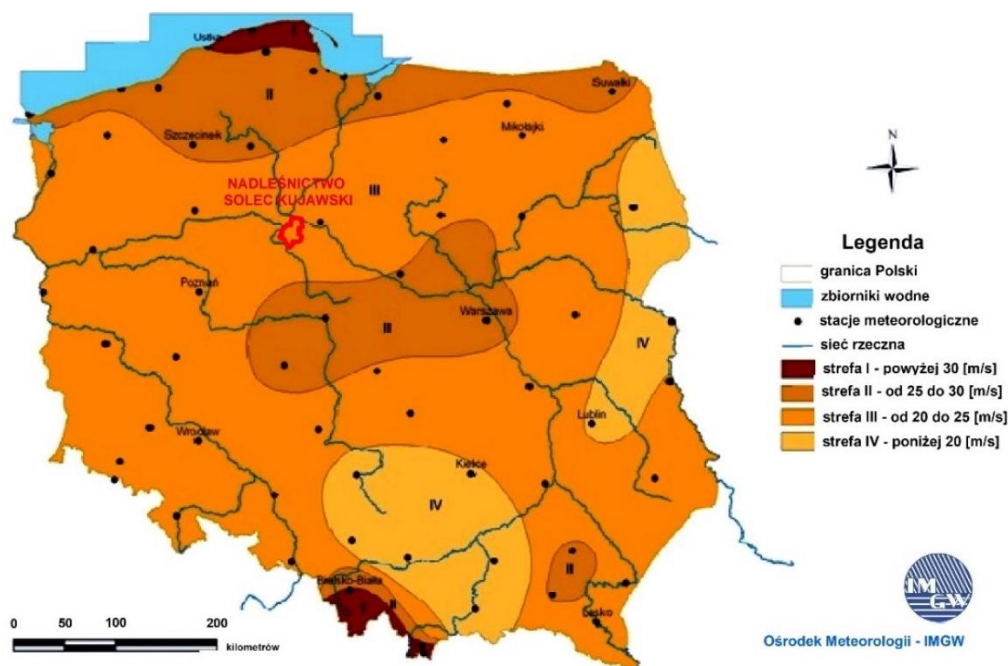 Ustka
I
II
Suwałki
Szczecinek
Mikołajki
N
NADLEŚNICTWO
SOLEC KUJAWSKI
III
Poznań
III
Warszawa
IV
Lublin
Wrocław
Kielce
IV
Bielsko-Biała
I
II
II
Lesko
Legenda
granica Polski
zbiorniki wodne
stacje meteorologiczne
sieć rzeczna
strefa I - powyżej 30 [m/s]
strefa II - od 25 do 30 [m/s]
strefa III - od 20 do 25 [m/s]
strefa IV - poniżej 20 [m/s]
0 50 100 200
kilometrów
IM
GW
Ośrodek Meteorologii - IMGW